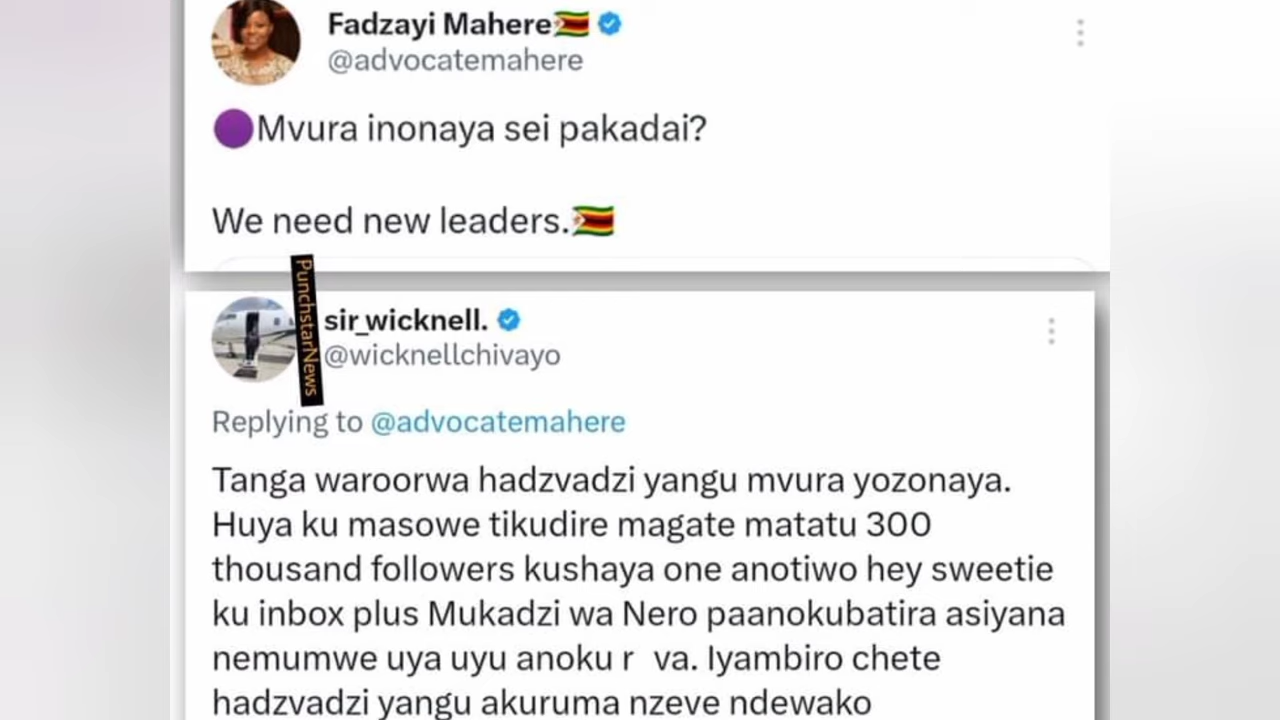 Fadzayi Mahere🇿🇼
@advocatemahere
🟣Mvura inonaya sei pakadai?
We need new leaders.🇿🇼
PunchstarNews
sir_wicknell.
@wicknellchivayo
Replying to @advocatemahere
Tanga waroorwa hadzvadzi yangu mvura yozonaya.
Huya ku masowe tikudire magate matatu 300
thousand followers kushaya one anotiwo hey sweetie
ku inbox plus Mukadzi wa Nero paanokubatira asiyana
nemumwe uya uyu anoku r va. Iyambiro chete
hadzvadzi yangu akuruma nzeve ndewako